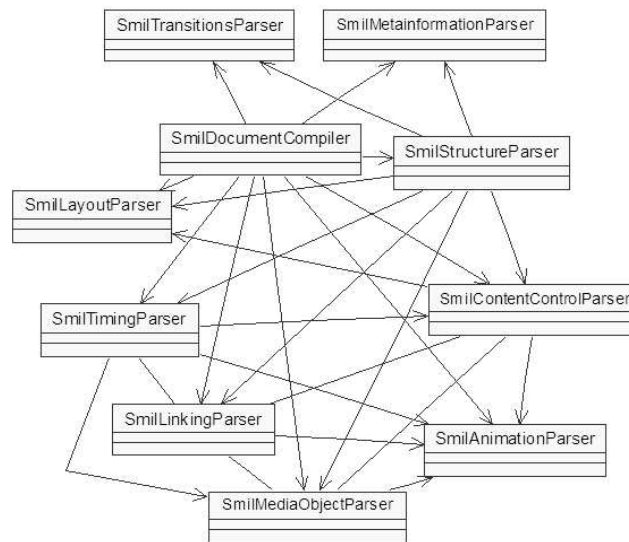 SmilTransitionsParser
SmilMetainformationParser
SmilDocumentCompiler
SmilStructureParser
SmilLayoutParser
SmilContentControlParser
SmilTimingParser
SmilLinkingParser
SmilAnimationParser
SmilMediaObjectParser